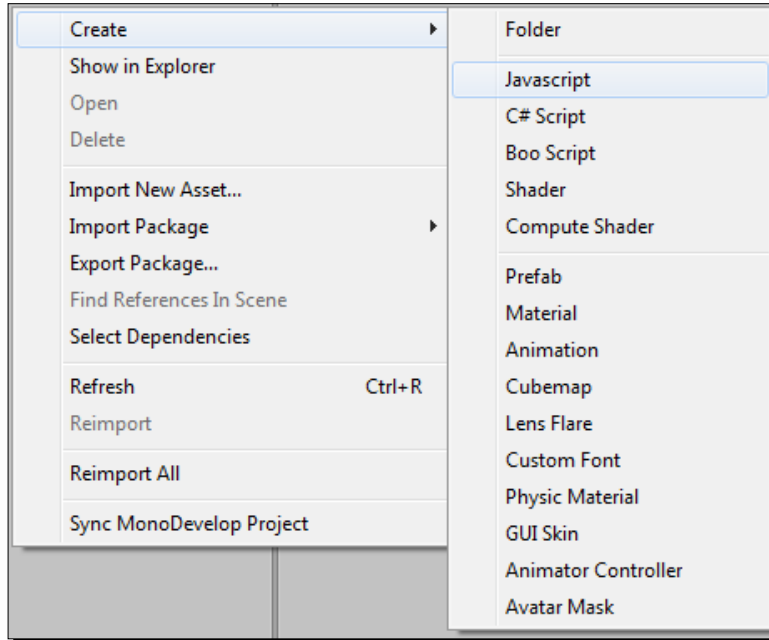 Create
Show in Explorer
Open
Delete
Import New Asset...
Import Package
Export Package...
Find References In Scene
Select Dependencies
Refresh Ctrl+R
Reimport
Reimport All
Sync MonoDevelop Project
Folder
Javascript
C# Script
Boo Script
Shader
Compute Shader
Prefab
Material
Animation
Cubemap
Lens Flare
Custom Font
Physic Material
GUI Skin
Animator Controller
Avatar Mask